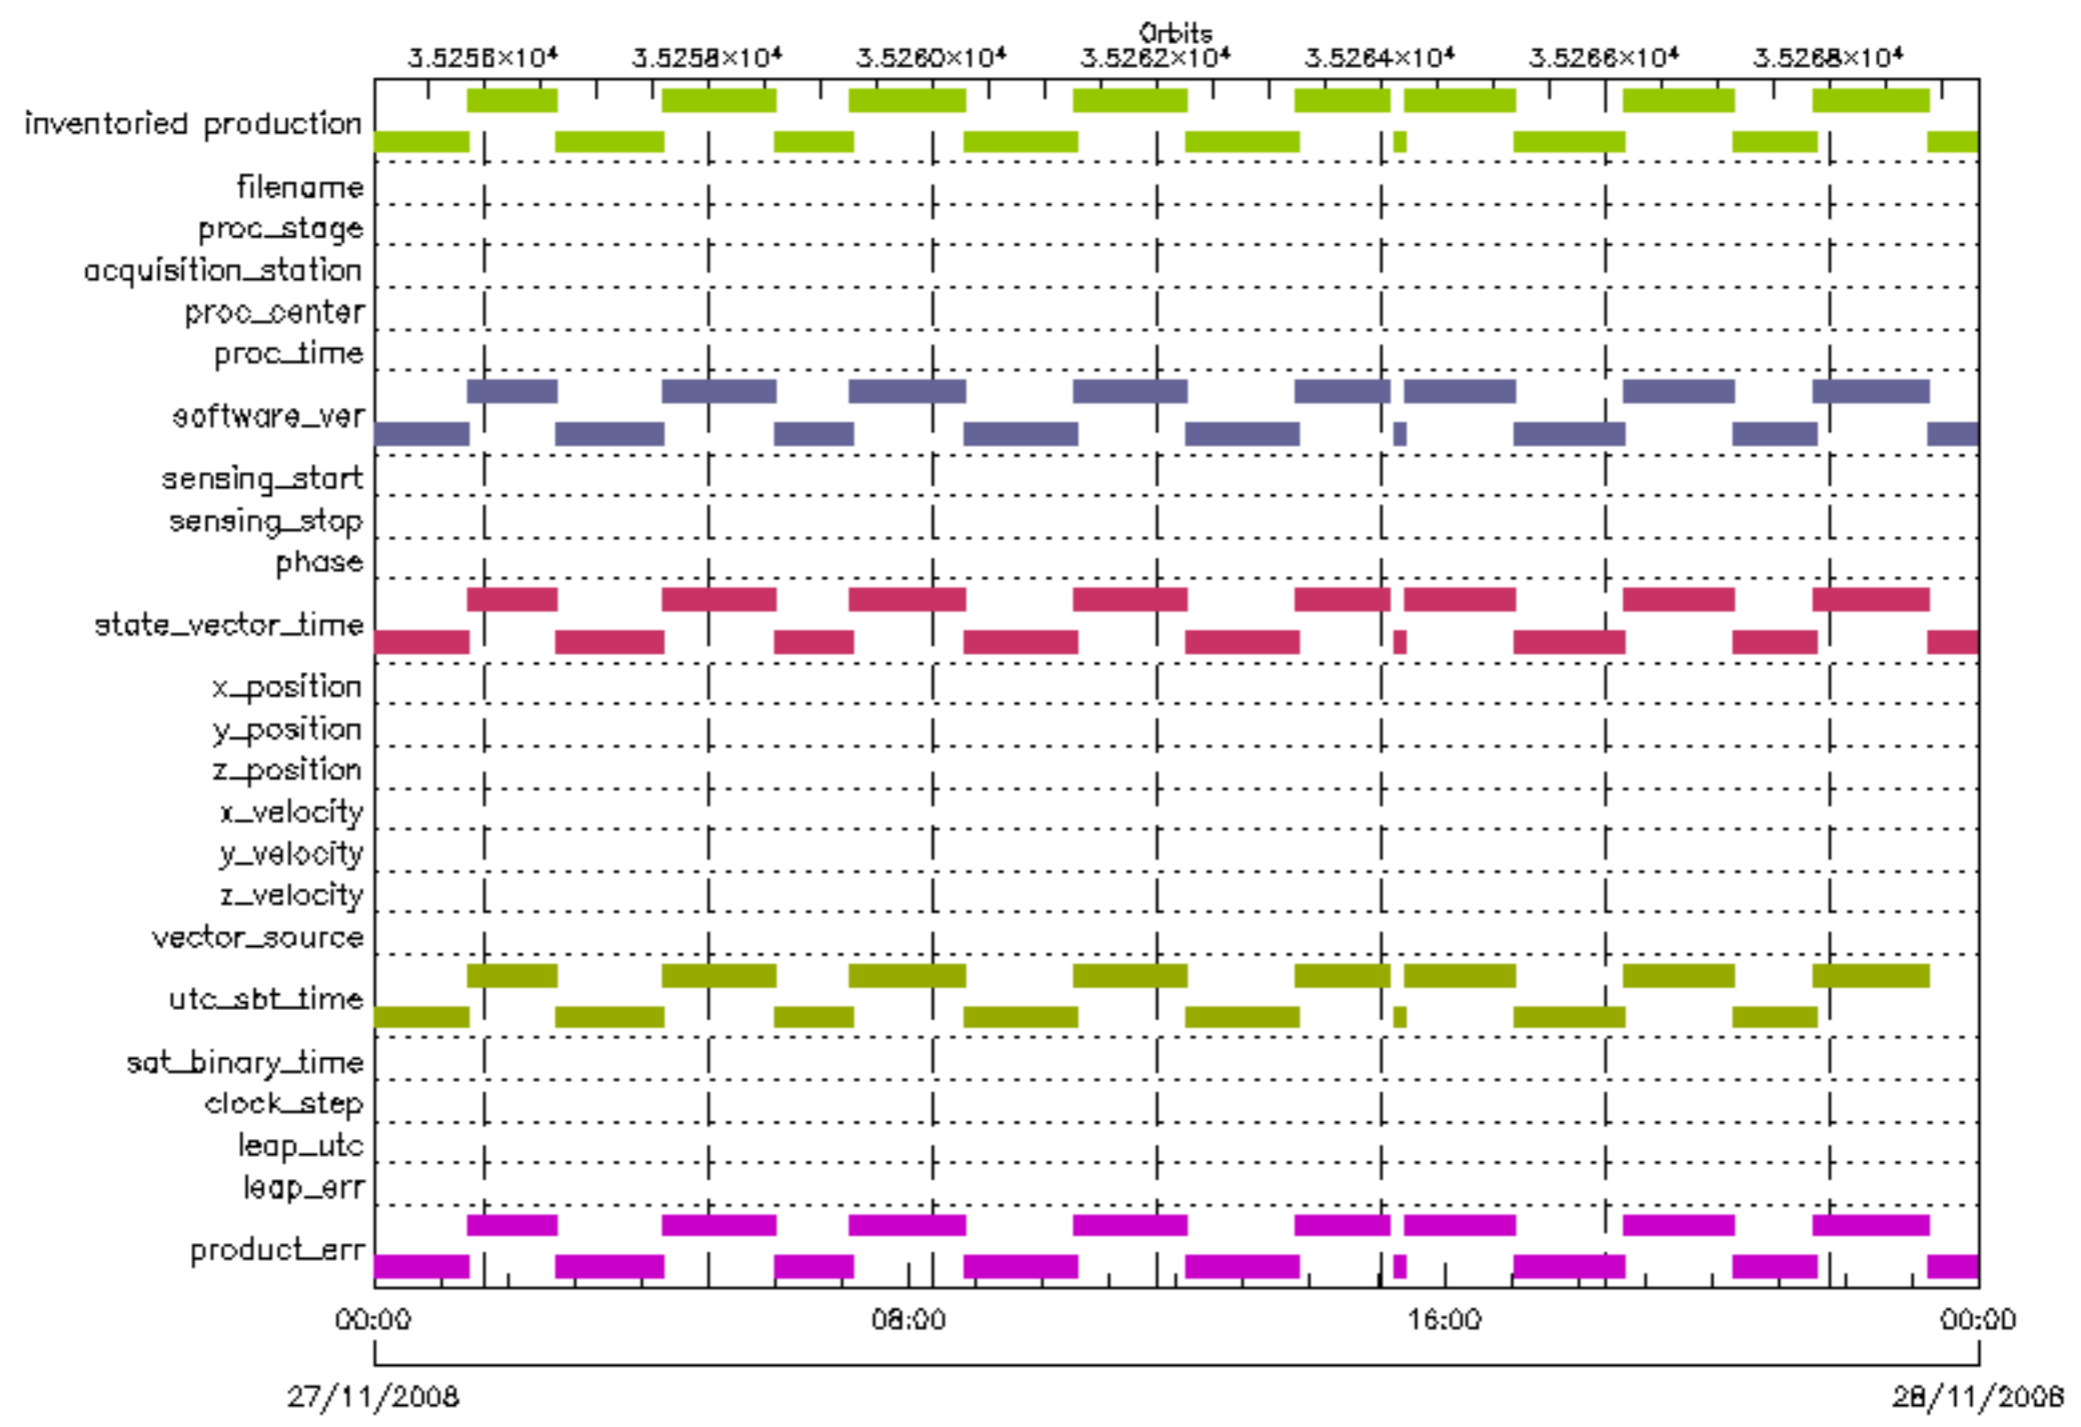 Orbits
3.5256×10⁴ 3.5258×10⁴ 3.5260×10⁴ 3.5262×10⁴ 3.5264×10⁴ 3.5266×10⁴ 3.5268×10⁴
inventoried production
filename
proc_stage
acquisition_station
proc_center
proc_time
software_ver
sensing_start
sensing_stop
phase
state_vector_time
x_position
y_position
z_position
x_velocity
y_velocity
z_velocity
vector_source
utc_sbt_time
sat_binary_time
clock_step
leap_utc
leap_err
product_err
00:00 08:00 16:00 00:00
27/11/2008 28/11/2008